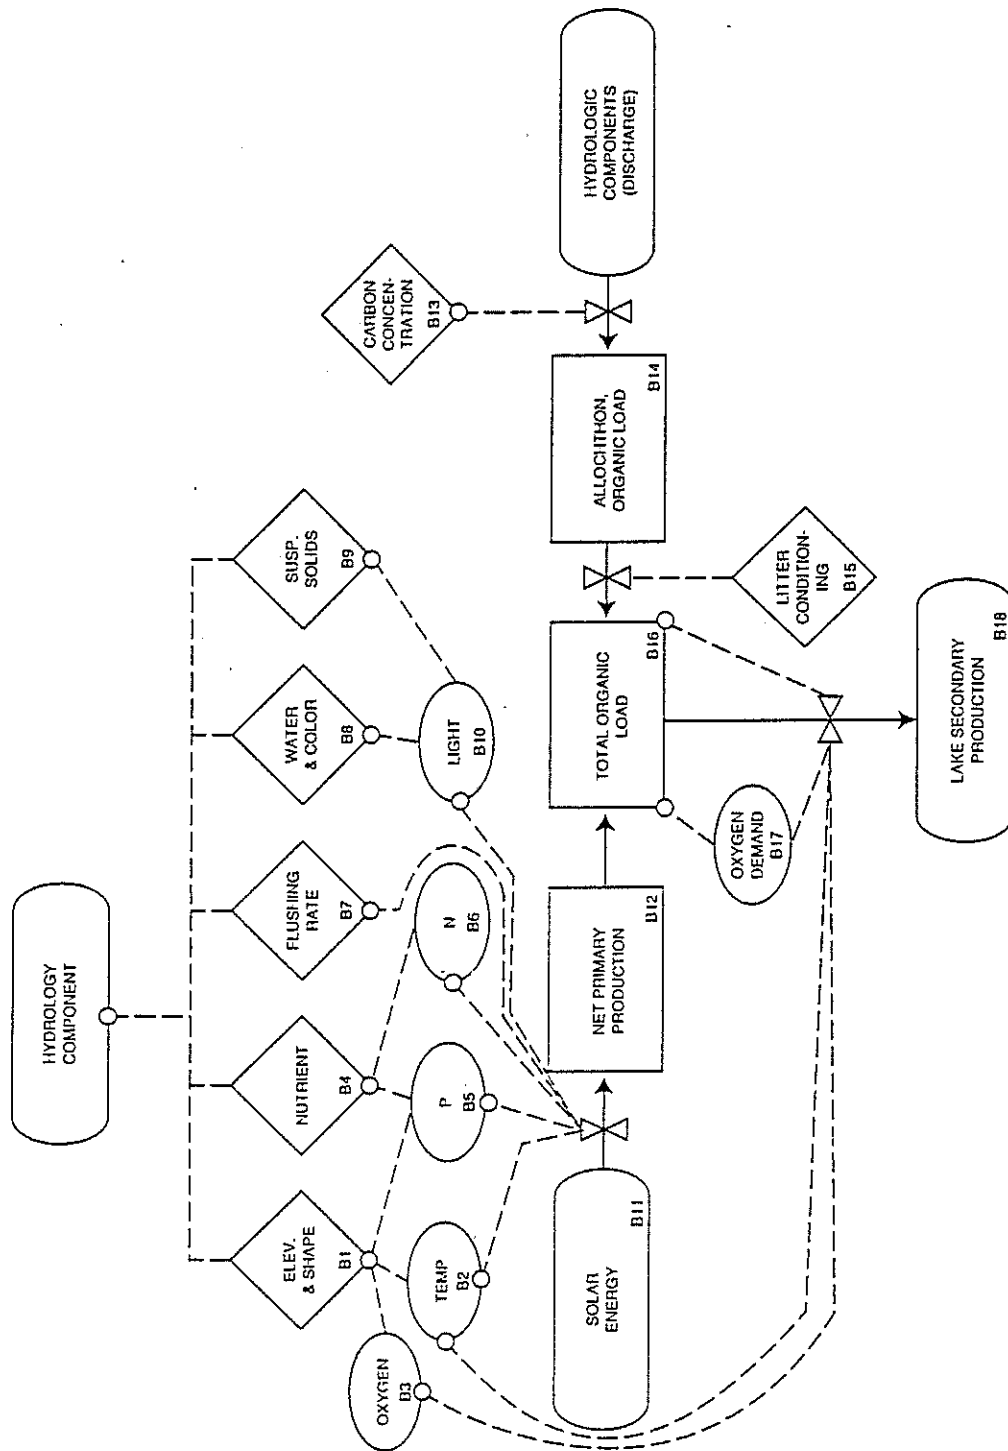 HYDROLOGY
COMPONENT
ELEV.
& SHAPE
B1
NUTRIENT
B4
FLUSHING
RATE
B7
WATER
& COLOR
B8
SUSP.
SOLIDS
B9
CARBON
CONCEN-
TRATION
B13
OXYGEN
B3
TEMP
B2
P
B5
N
B6
LIGHT
B10
SOLAR
ENERGY
B11
NET PRIMARY
PRODUCTION
B12
TOTAL ORGANIC
LOAD
B16
ALLOCHTHON,
ORGANIC LOAD
B14
HYDROLOGIC
COMPONENTS
(DISCHARGE)
OXYGEN
DEMAND
B17
LITTER
CONDITION-
ING
B15
LAKE SECONDARY
PRODUCTION
B18